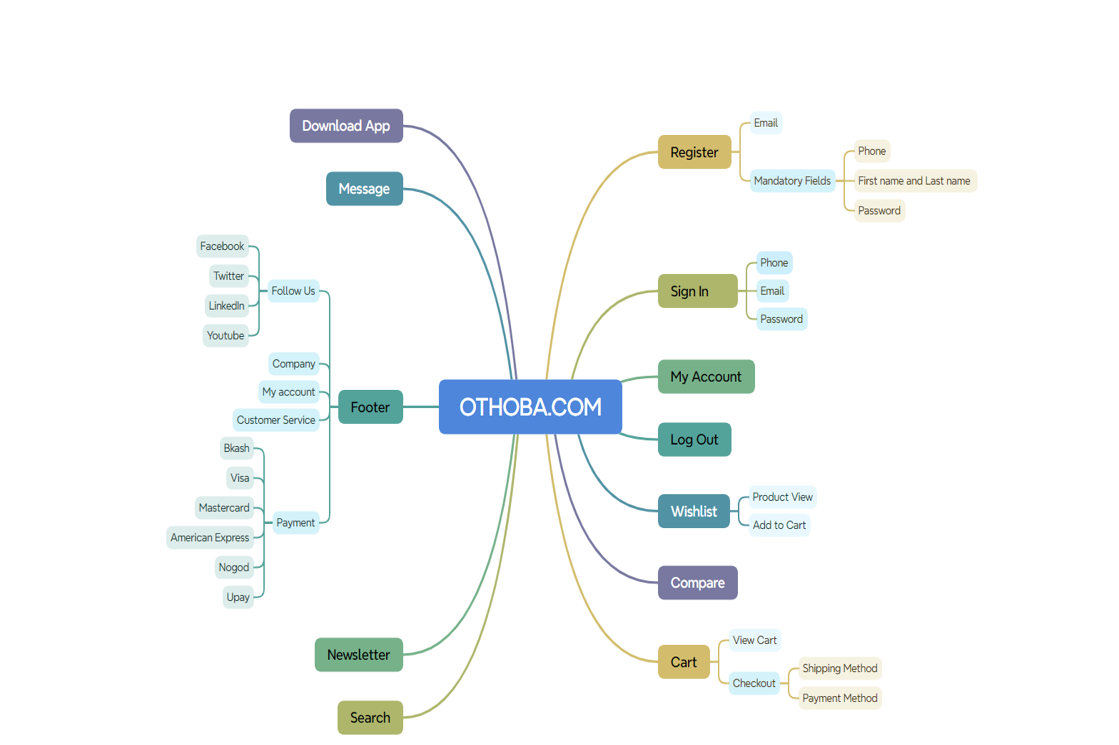 Download App
Message
Facebook
Twitter
LinkedIn
Youtube
Follow Us
Company
My account
Customer Service
Bkash
Visa
Mastercard
American Express
Nogod
Upay
Payment
Footer
Newsletter
Search
OTHOBA.COM
Register
Email
Mandatory Fields
Phone
First name and Last name
Password
Sign In
Phone
Email
Password
My Account
Log Out
Wishlist
Product View
Add to Cart
Compare
Cart
View Cart
Checkout
Shipping Method
Payment Method